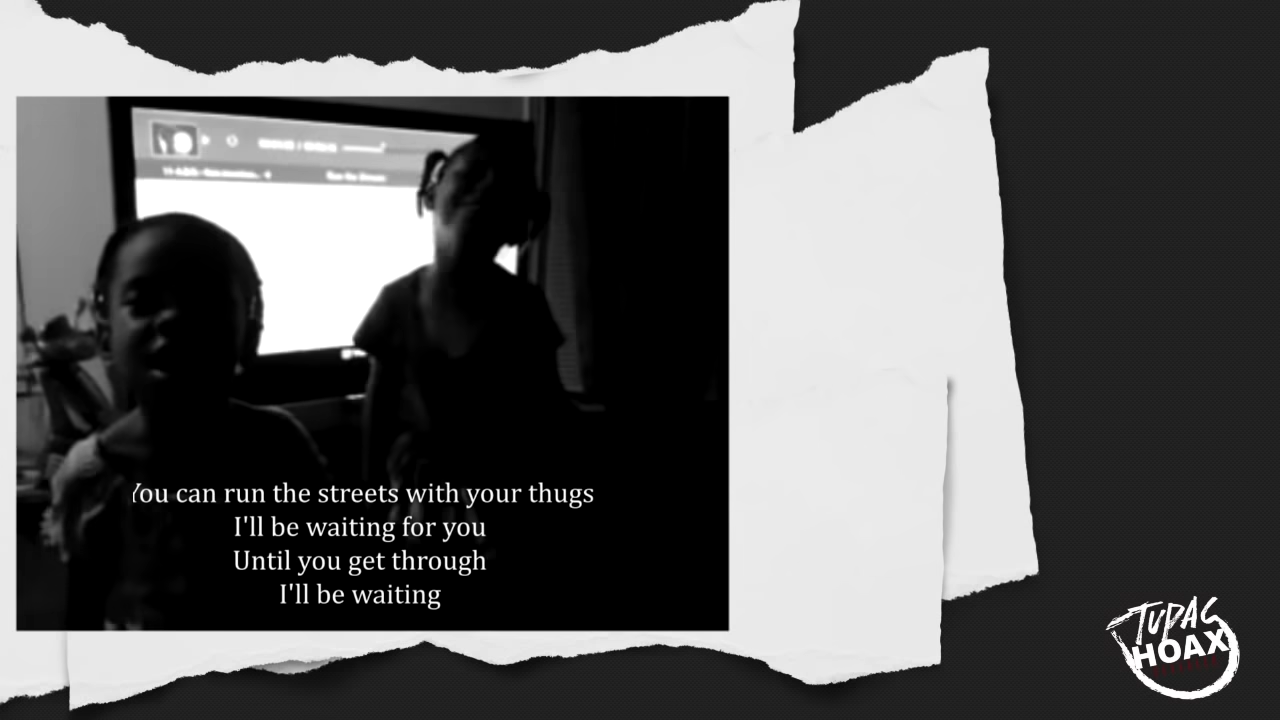 You can run the streets with your thugs
I'll be waiting for you
Until you get through
I'll be waiting
TUPAC
HOAX